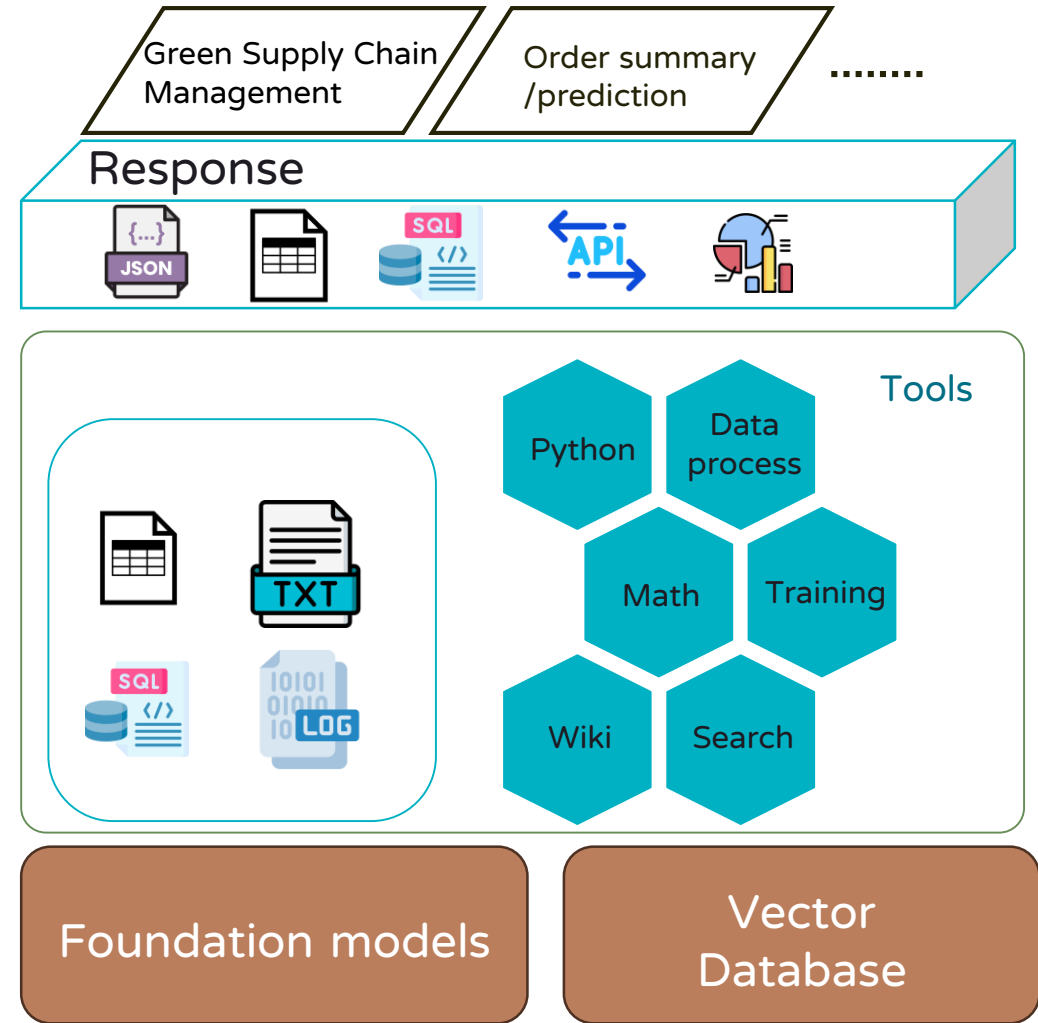 Green Supply Chain
Management
Order summary
/prediction
........
Response
{...}
JSON
SQL
</>
API
Tools
Python
Data
process
Math
Training
Wiki
Search
TXT
SQL
</>
10101
01010
10
LOG
Foundation models
Vector
Database